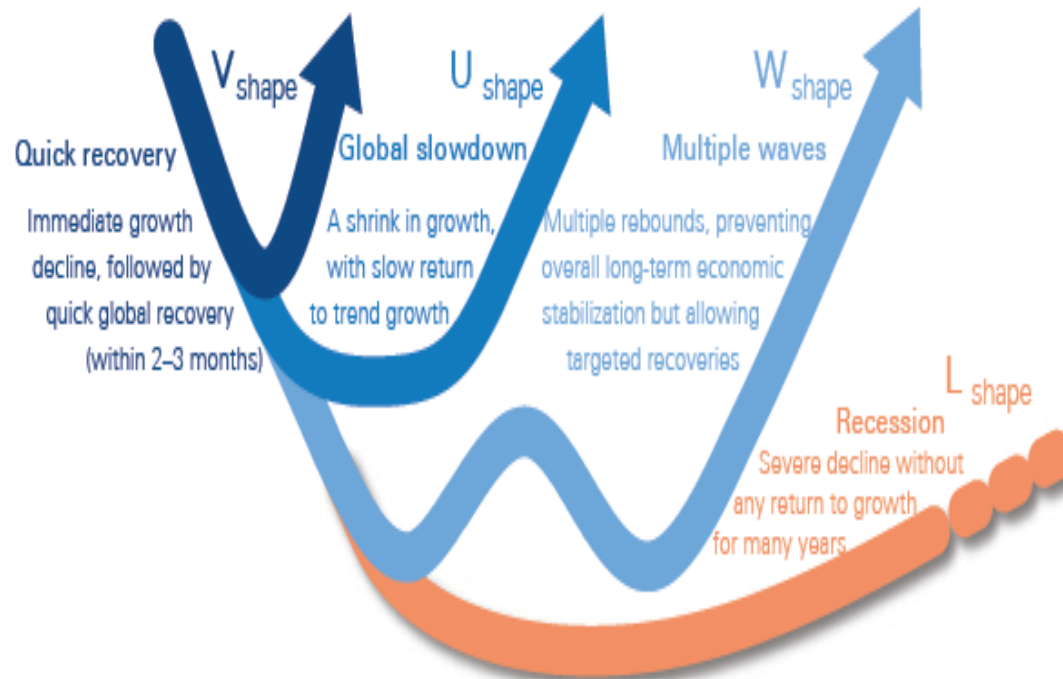 V shape
Quick recovery
Immediate growth
decline, followed by
quick global recovery
(within 2–3 months)
U shape
Global slowdown
A shrink in growth,
with slow return
to trend growth
W shape
Multiple waves
Multiple rebounds, preventing
overall long-term economic
stabilization but allowing
targeted recoveries
L shape
Recession
Severe decline without
any return to growth
for many years